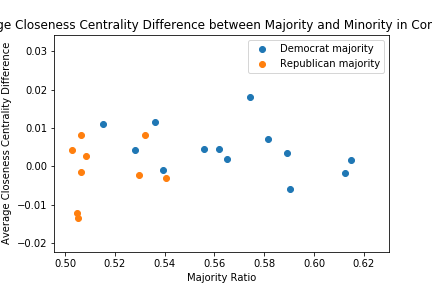 ge Closeness Centrality Difference between Majority and Minority in Con
Democrat majority
Republican majority
Average Closeness Centrality Difference
0.03
0.02
0.01
0.00
−0.01
−0.02
0.50 0.52 0.54 0.56 0.58 0.60 0.62
Majority Ratio